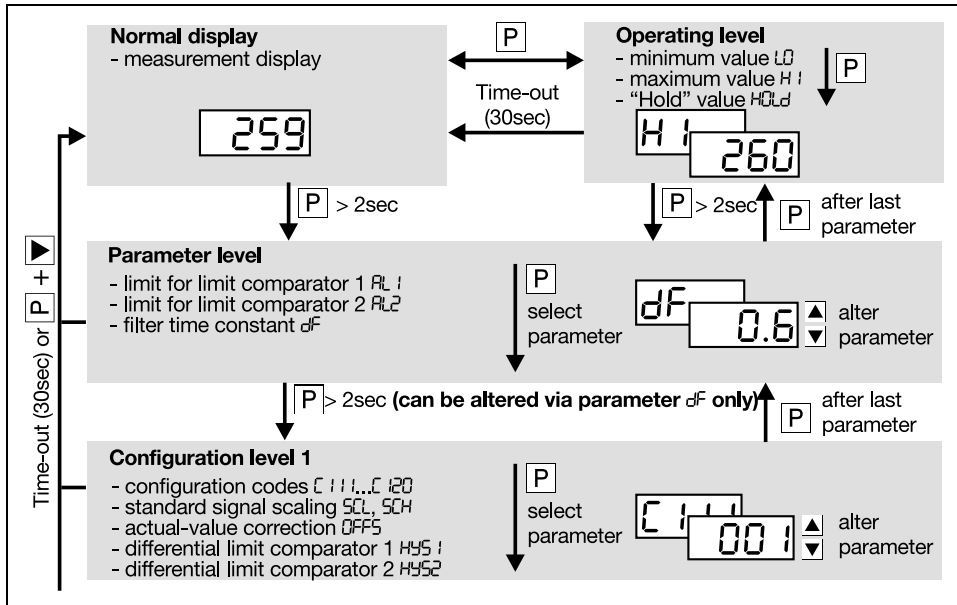 Normal display
- measurement display
259
P
Time-out
(30sec)
Operating level
- minimum value LO
- maximum value HI
- “Hold” value HOLd
P
HI
260
P > 2sec
P > 2sec
P after last
parameter
Parameter level
- limit for limit comparator 1 AL1
- limit for limit comparator 2 AL2
- filter time constant dF
P
select
parameter
dF
0.6
▲ alter
▼ parameter
P > 2sec (can be altered via parameter dF only)
P after last
parameter
Configuration level 1
- configuration codes C111...C120
- standard signal scaling SCL, SCH
- actual-value correction OFFS
- differential limit comparator 1 HYS1
- differential limit comparator 2 HYS2
P
select
parameter
001
▲ alter
▼ parameter
Time-out (30sec) or P + ▼